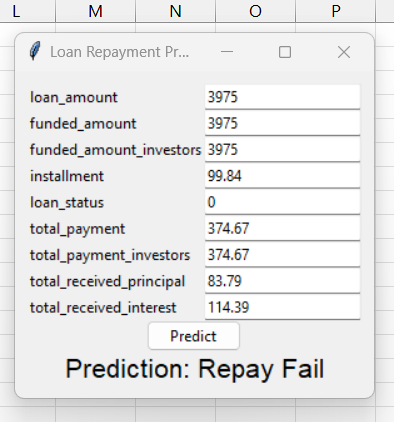 L M N O P
Loan Repayment Pr...
loan_amount 3975
funded_amount 3975
funded_amount_investors 3975
installment 99.84
loan_status 0
total_payment 374.67
total_payment_investors 374.67
total_received_principal 83.79
total_received_interest 114.39
Predict
Prediction: Repay Fail